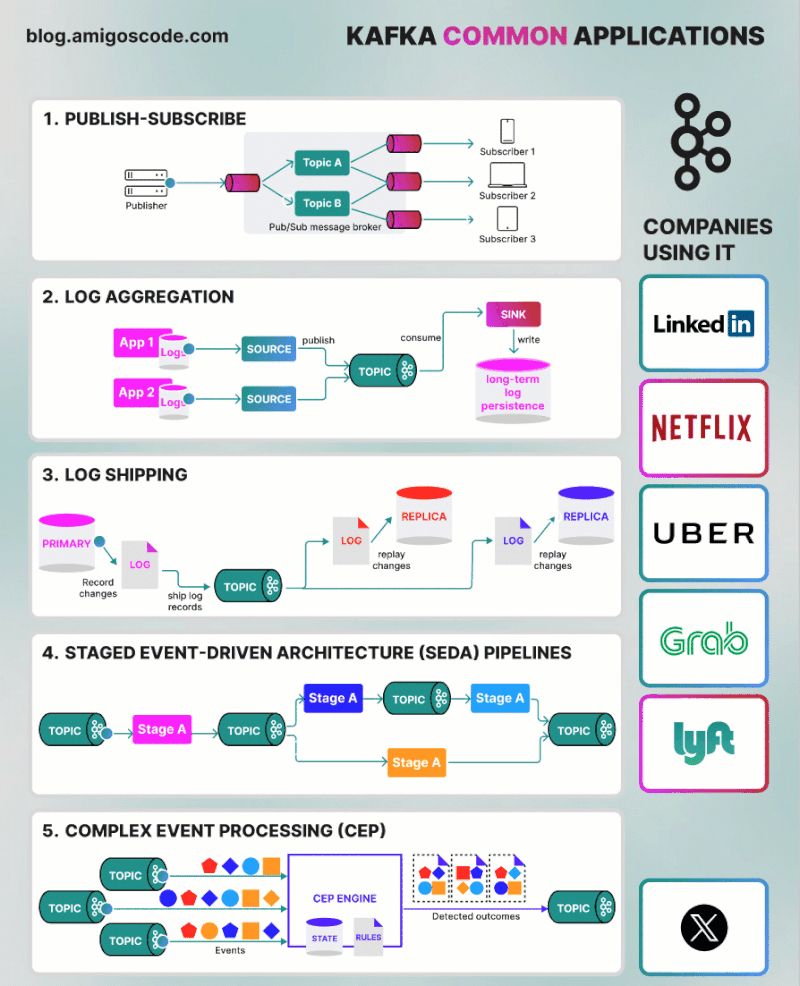 blog.amigoscode.com
KAFKA COMMON APPLICATIONS
1. PUBLISH-SUBSCRIBE
Publisher
Topic A
Topic B
Pub/Sub message broker
Subscriber 1
Subscriber 2
Subscriber 3
2. LOG AGGREGATION
App 1
Logs
SOURCE
publish
App 2
Logs
SOURCE
TOPIC
consume
SINK
write
long-term
log
persistence
3. LOG SHIPPING
PRIMARY
Record
changes
LOG
ship log
records
TOPIC
LOG
replay
changes
REPLICA
LOG
replay
changes
REPLICA
4. STAGED EVENT-DRIVEN ARCHITECTURE (SEDA) PIPELINES
TOPIC
Stage A
TOPIC
Stage A
TOPIC
Stage A
Stage A
TOPIC
5. COMPLEX EVENT PROCESSING (CEP)
TOPIC
TOPIC
TOPIC
Events
CEP ENGINE
STATE
RULES
Detected outcomes
TOPIC
COMPANIES
USING IT
Linked in
NETFLIX
UBER
Grab
lyft
X